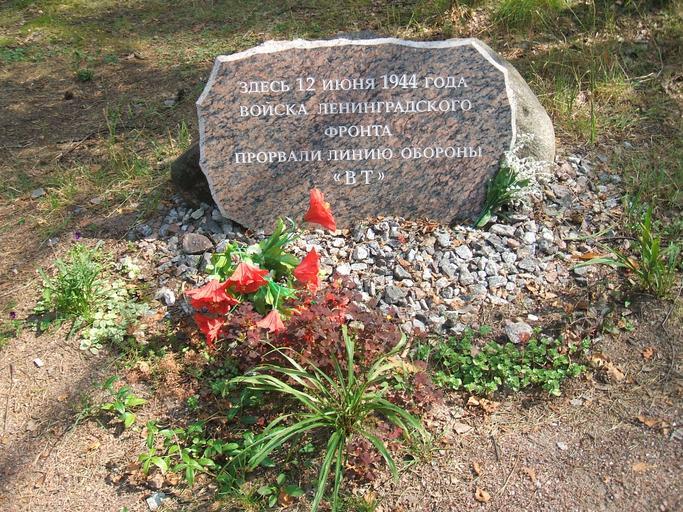 ЗДЕСЬ 12 ИЮНЯ 1944 ГОДА
ВОЙСКА ЛЕНИНГРАДСКОГО
ФРОНТА
ПРОРВАЛИ ЛИНИЮ ОБОРОНЫ
«ВТ»